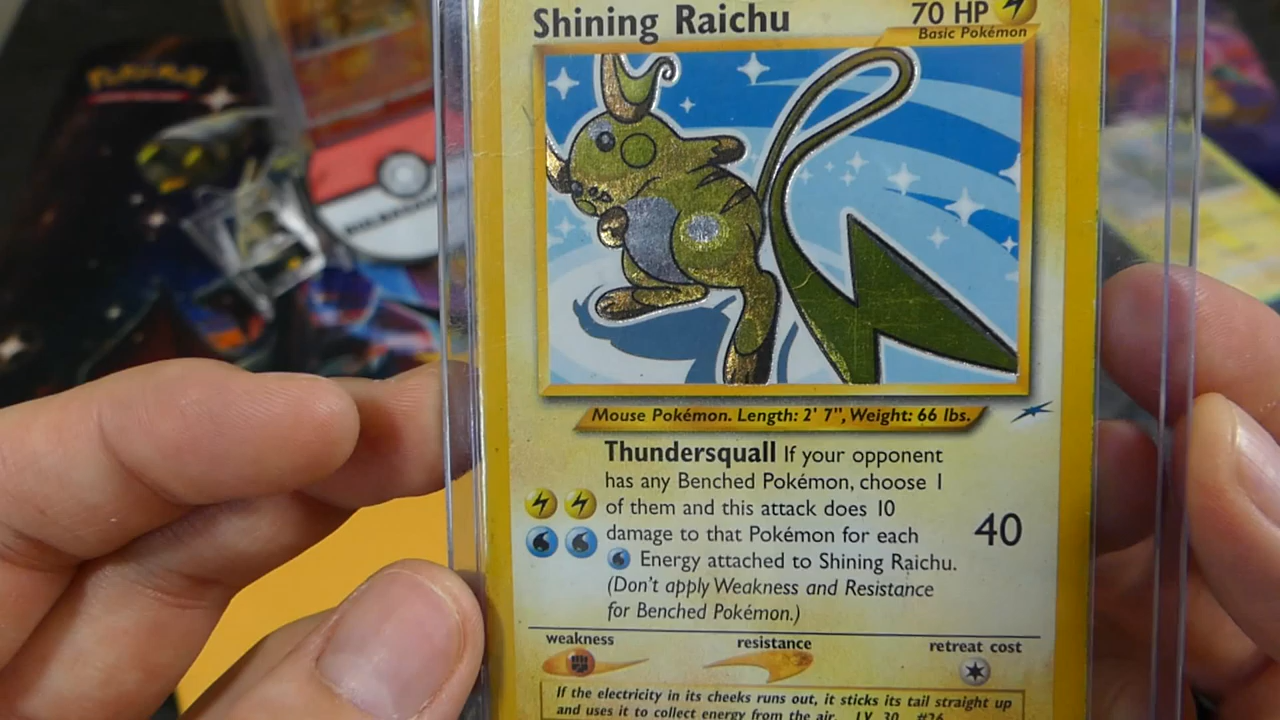 Shining Raichu
70 HP
Basic Pokémon
Mouse Pokémon. Length: 2' 7", Weight: 66 lbs.
Thundersquall If your opponent
has any Benched Pokémon, choose 1
of them and this attack does 10
damage to that Pokémon for each
Energy attached to Shining Raichu.
(Don't apply Weakness and Resistance
for Benched Pokémon.)
40
weakness
resistance
retreat cost
If the electricity in its cheeks runs out, it sticks its tail straight up
and uses it to collect energy from the air. LV. 30 #26